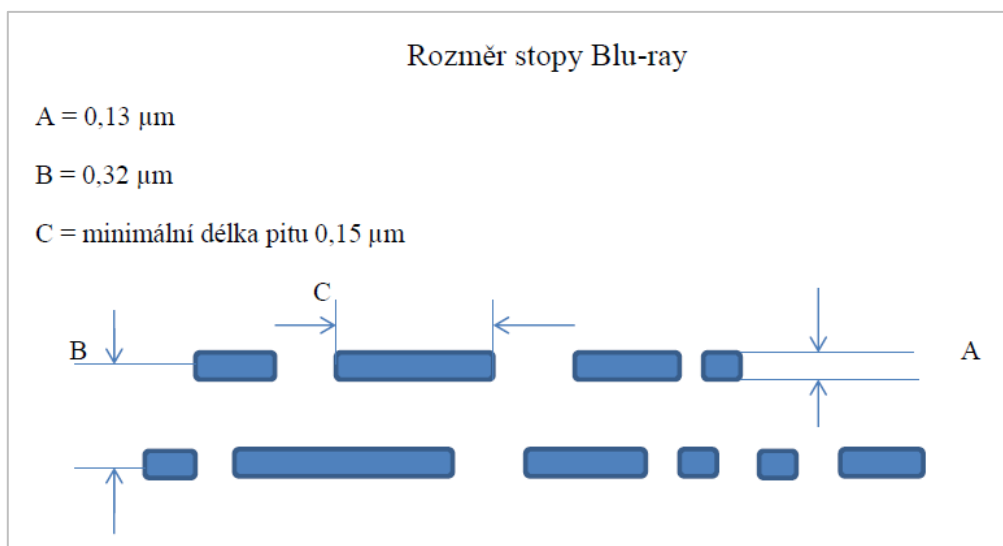 Rozměr stopy Blu-ray
A = 0,13 µm
B = 0,32 µm
C = minimální délka pitu 0,15 µm
C
B
A